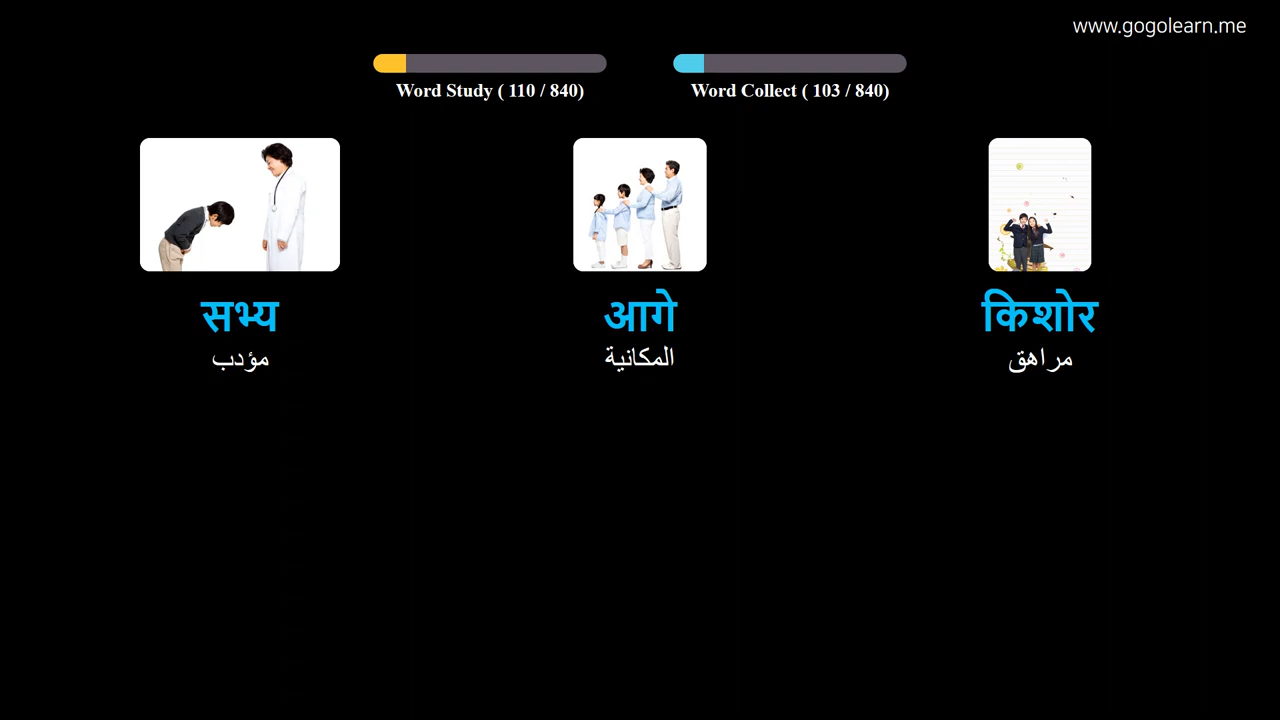 www.gogolearn.me
Word Study ( 110 / 840)
Word Collect ( 103 / 840)
सभ्य
आगे
किशोर
مؤدب
المكانية
مراهق